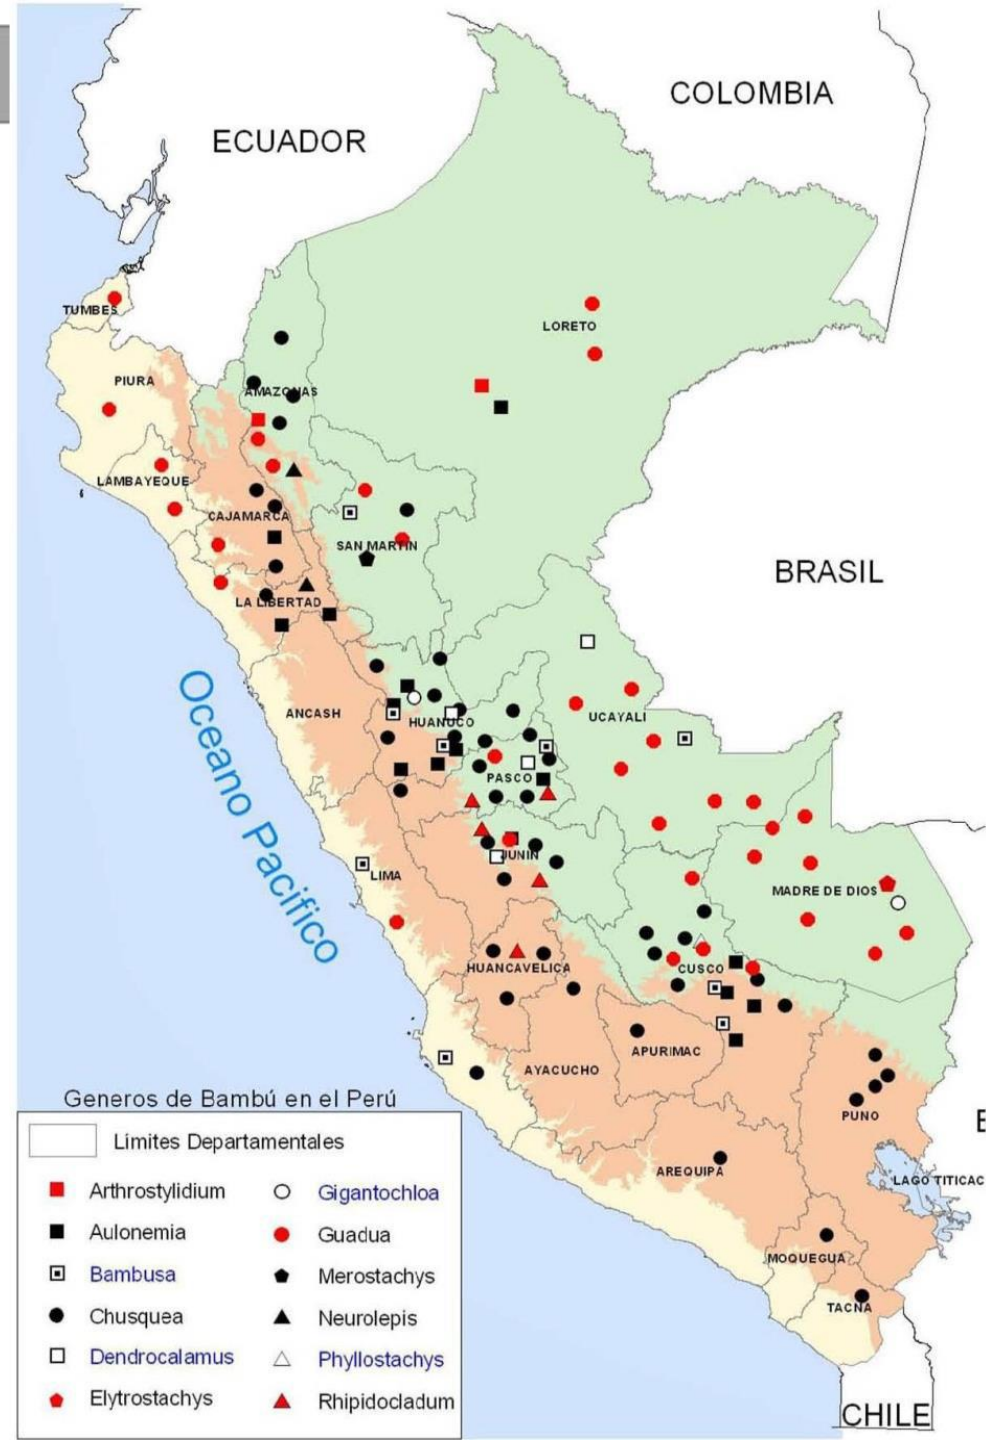 COLOMBIA
ECUADOR
TUMBES
LORETO
PIURA
AMAZONAS
LAMBAYEQUE
CAJAMARCA
SAN MARTIN
BRASIL
LA LIBERTAD
ANCASH
HUANUCO
UCAYALI
PASCO
Oceano Pacifico
JUNIN
LIMA
MADRE DE DIOS
HUANCAVELICA
CUSCO
APURIMAC
AYACUCHO
PUNO
E
AREQUIPA
LAGO TITICAC
MOQUEGUA
TACNA
CHILE
Generos de Bambú en el Perú
Limites Departamentales
Arthrostylidium
Gigantochloa
Aulonemia
Guadua
Bambusa
Merostachys
Chusquea
Neurolepis
Dendrocalamus
Phyllostachys
Elytrostachys
Rhipidocladum